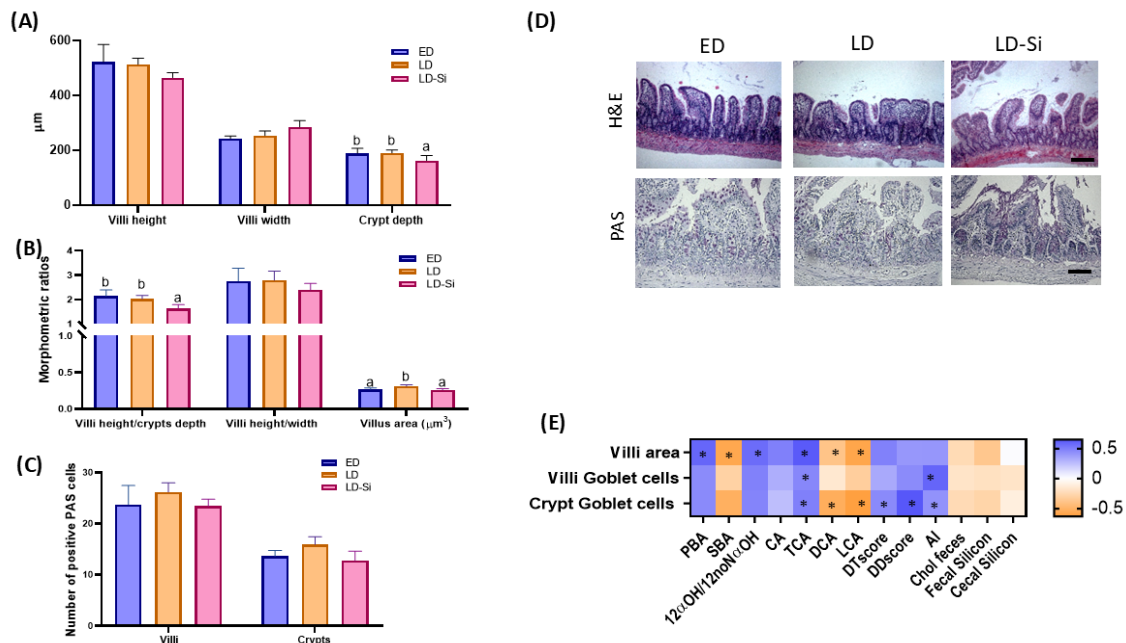 (A)
600
400
200
0
μm
ED
LD
LD-Si
b
b
a
Villi height
Villi width
Crypt depth
(B)
4
3
2
1
1.0
0.5
0.0
Morphometric ratios
ED
LD
LD-Si
b
b
a
a
b
a
Villi height/crypts depth
Villi height/width
Villus area (μm³)
(C)
30
20
10
0
Number of positive PAS cells
ED
LD
LD-Si
Villi
Crypts
(D)
ED
LD
LD-Si
H&E
PAS
(E)
Villi area
* * * * * *
Villi Goblet cells
* *
Crypt Goblet cells
* * * * * *
PBA
SBA
12αOH/12noNαOH
CA
TCA
DCA
LCA
DTscore
DDscore
AI
Chol feces
Fecal Silicon
Cecal Silicon
0.5
0
-0.5